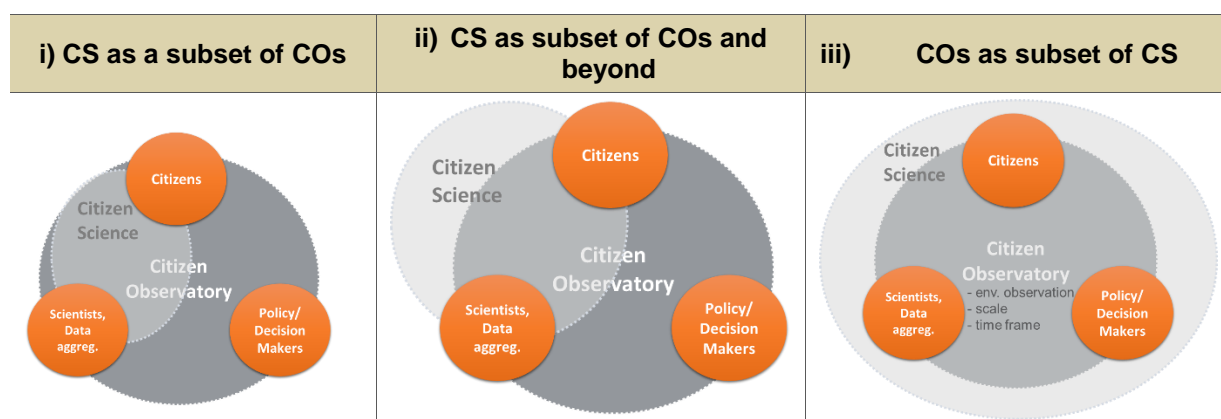 i) CS as a subset of COs
ii) CS as subset of COs and
beyond
iii) COs as subset of CS
Citizens
Citizen
Science
Citizen
Observatory
Scientists,
Data
aggreg.
Policy/
Decision
Makers
Citizens
Citizen
Science
Citizen
Observatory
Scientists,
Data
aggreg.
Policy/
Decision
Makers
Citizens
Citizen
Science
Citizen
Observatory
- env. observation
- scale
- time frame
Scientists,
Data
aggreg.
Policy/
Decision
Makers